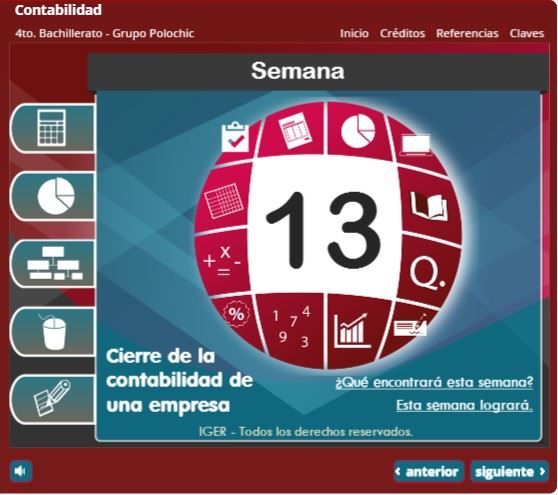 Contabilidad
4to. Bachillerato - Grupo Polochic
Inicio Créditos Referencias Claves
Semana
13
+ x - =
Q.
%
1 7 4
9 3
Cierre de la
contabilidad de
una empresa
¿Qué encontrará esta semana?
Esta semana logrará.
IGER - Todos los derechos reservados.
‹ anterior siguiente ›